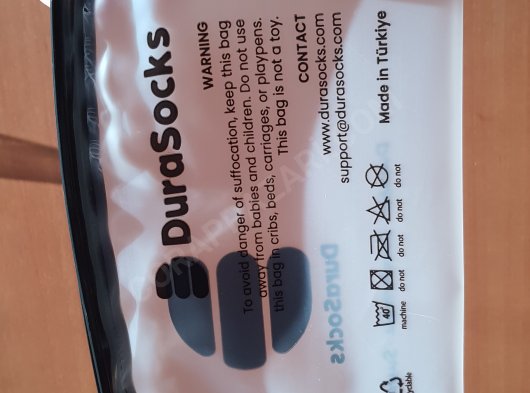 DuraSocks
WARNING
To avoid danger of suffocation, keep this bag
away from babies and children. Do not use
this bag in cribs, beds, carriages, or playpens.
This bag is not a toy.
CONTACT
www.durasocks.com
support@durasocks.com
Made in Türkiye
40°
machine
do not
do not
do not
do not
DuraSocks